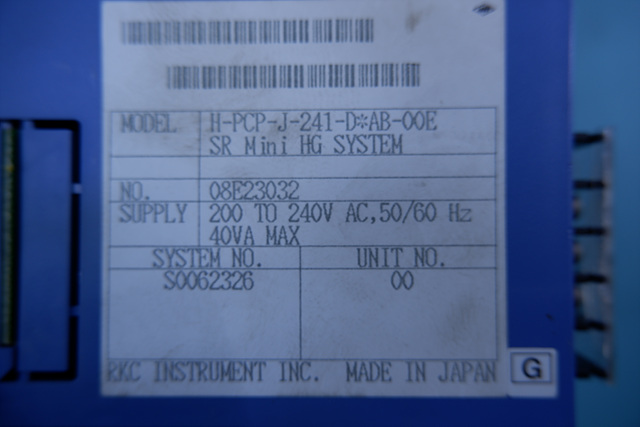 MODEL H-PCP-J-241-D*AB-00E
SR Mini HG SYSTEM
NO. 08E23032
SUPPLY 200 TO 240V AC,50/60 Hz
40VA MAX
SYSTEM NO. UNIT NO.
S0062326 00
RKC INSTRUMENT INC. MADE IN JAPAN G